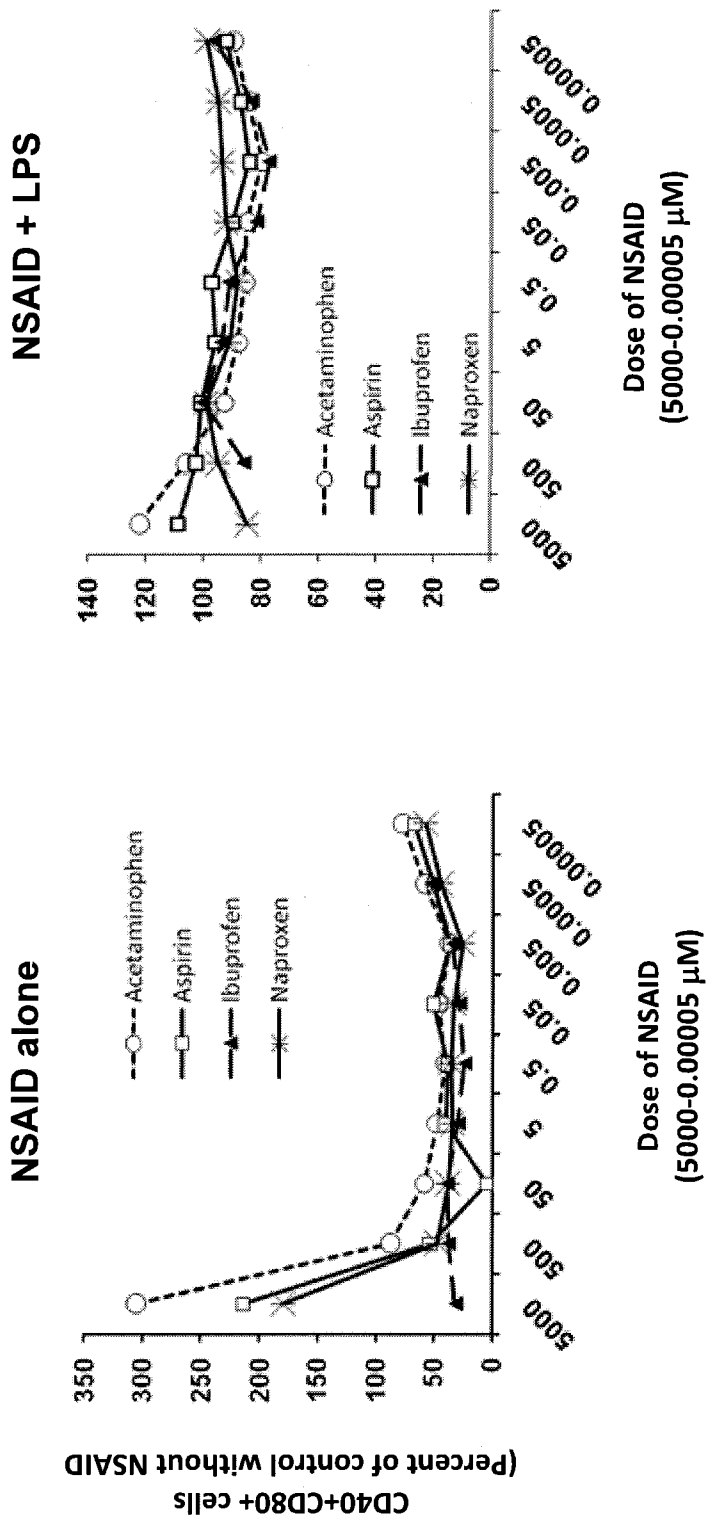 NSAID alone
CD40+CD80+ cells
(Percent of control without NSAID
350
300
250
200
150
100
50
0
Acetaminophen
Aspirin
Ibuprofen
Naproxen
5000
500
50
5
0.5
0.05
0.005
0.0005
0.00005
Dose of NSAID
(5000-0.00005 µM)
NSAID + LPS
140
120
100
80
60
40
20
0
Acetaminophen
Aspirin
Ibuprofen
Naproxen
5000
500
50
5
0.5
0.05
0.005
0.0005
0.00005
Dose of NSAID
(5000-0.00005 µM)